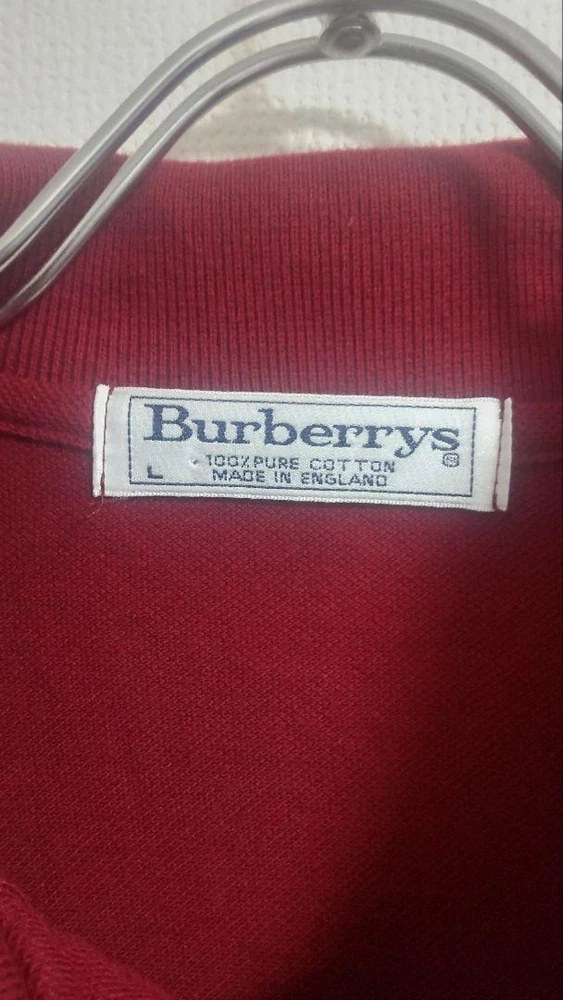 Burberrys
®
100% PURE COTTON
L MADE IN ENGLAND